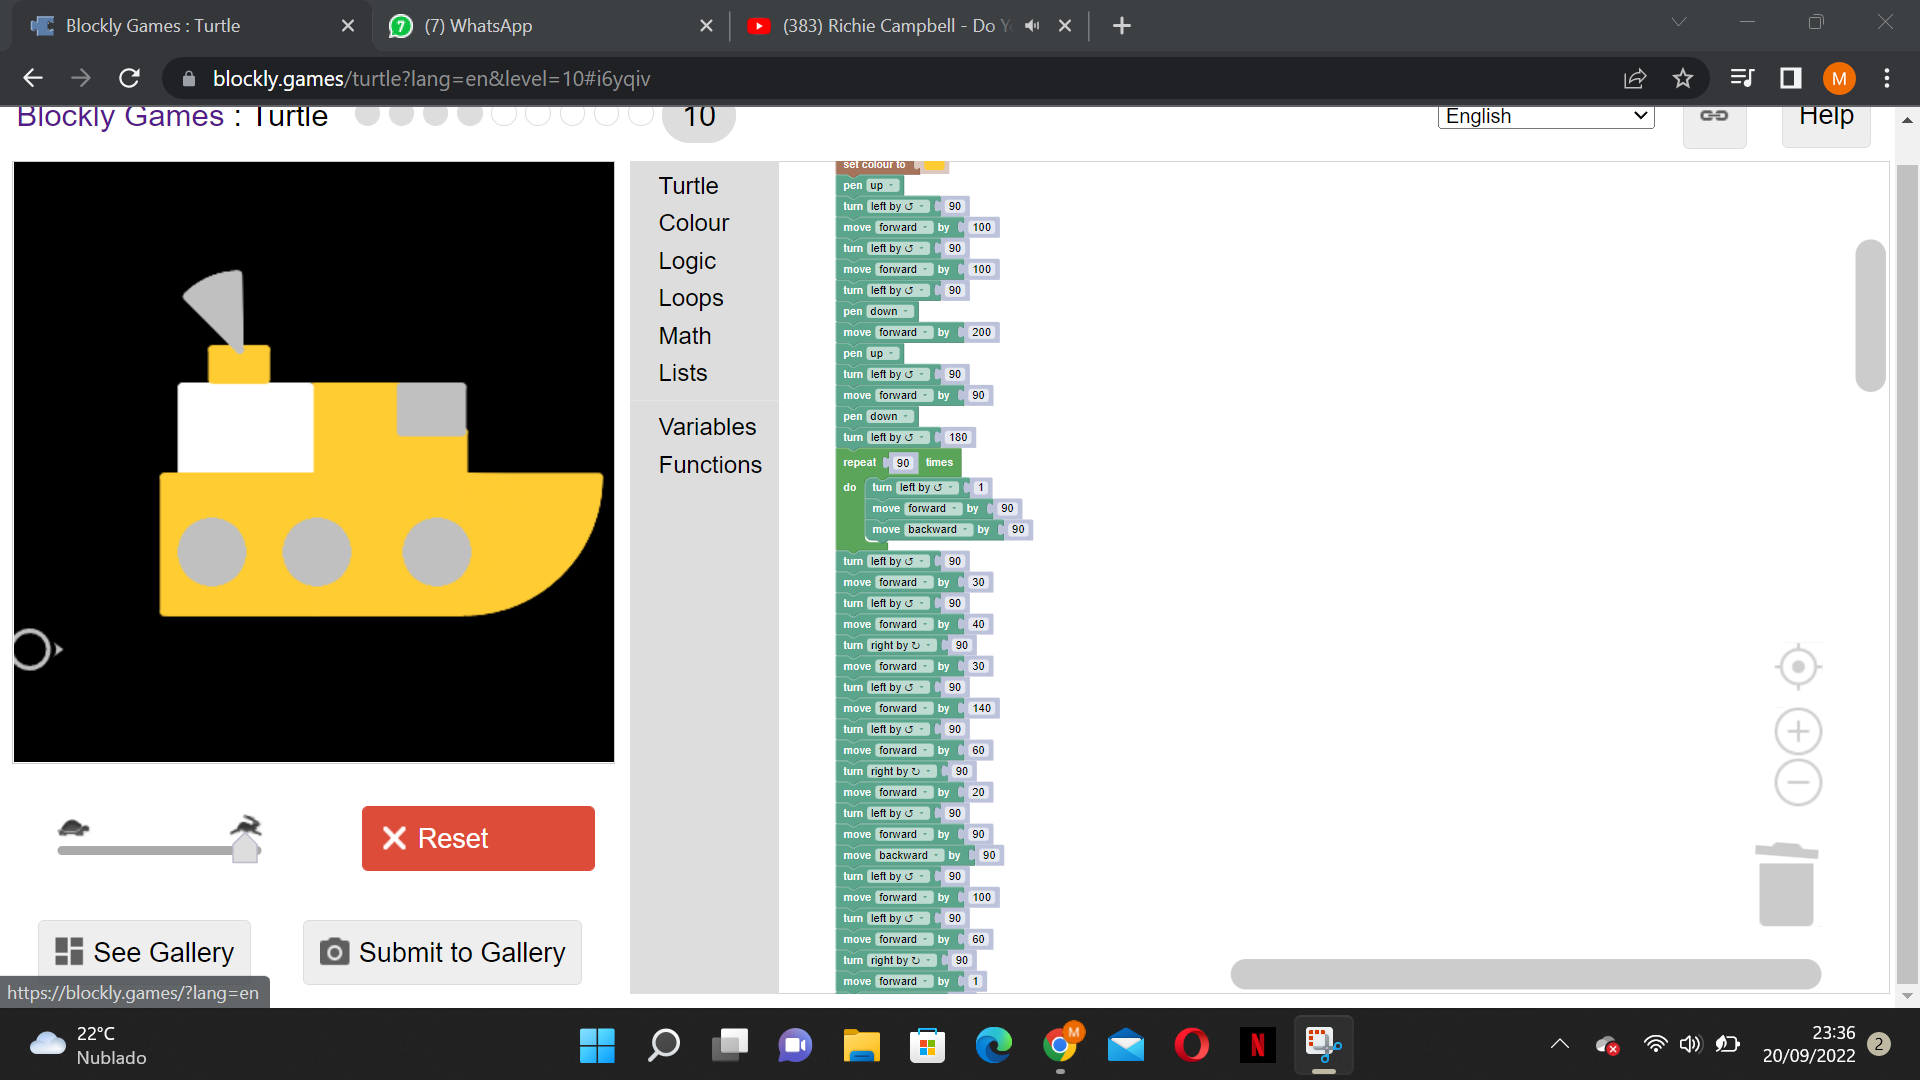 Blockly Games : Turtle
(7) WhatsApp
(383) Richie Campbell - Do
blockly.games/turtle?lang=en&level=10#i6yqiv
M
Blockly Games : Turtle
10
English
Help
Turtle
Colour
Logic
Loops
Math
Lists
Variables
Functions
set colour to
pen up
turn left by ↺ 90
move forward by 100
turn left by ↺ 90
move forward by 100
turn left by ↺ 90
pen down
move forward by 200
pen up
turn left by ↺ 90
move forward by 90
pen down
turn left by ↺ 180
repeat 90 times
do turn left by ↺ 1
move forward by 90
move backward by 90
turn left by ↺ 90
move forward by 30
turn left by ↺ 90
move forward by 40
turn right by ↻ 90
move forward by 30
turn left by ↺ 90
move forward by 140
turn left by ↺ 90
move forward by 60
turn right by ↻ 90
move forward by 20
turn left by ↺ 90
move forward by 90
move backward by 90
turn left by ↺ 90
move forward by 100
turn left by ↺ 90
move forward by 60
turn right by ↻ 90
move forward by 1
Reset
See Gallery
Submit to Gallery
https://blockly.games/?lang=en
22°C
Nublado
M
N
23:36
20/09/2022
2